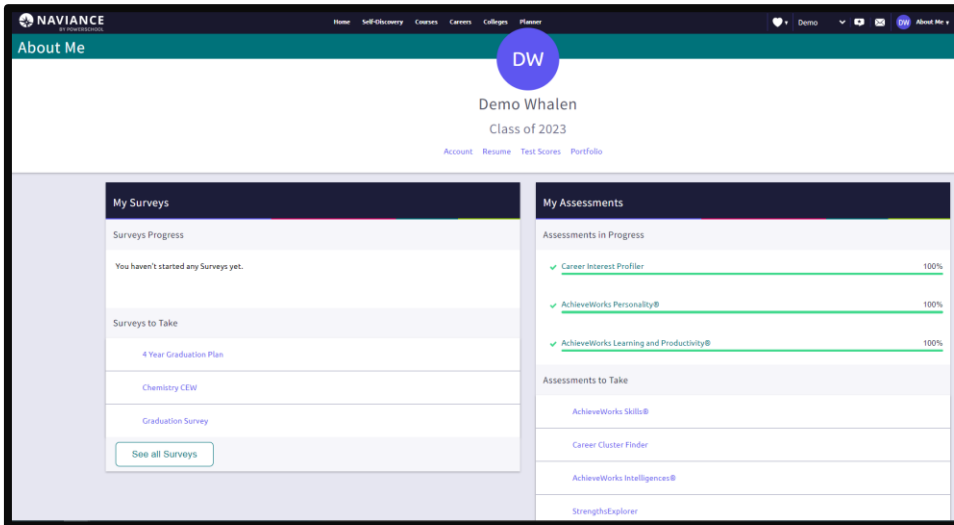 NAVIANCE
BY POWERSCHOOL
Home Self-Discovery Courses Careers Colleges Planner
Demo
DW About Me
About Me
DW
Demo Whalen
Class of 2023
Account Resume Test Scores Portfolio
My Surveys
Surveys Progress
You haven't started any Surveys yet.
Surveys to Take
4 Year Graduation Plan
Chemistry CEW
Graduation Survey
See all Surveys
My Assessments
Assessments in Progress
Career Interest Profiler 100%
AchieveWorks Personality® 100%
AchieveWorks Learning and Productivity® 100%
Assessments to Take
AchieveWorks Skills®
Career Cluster Finder
AchieveWorks Intelligences®
StrengthsExplorer